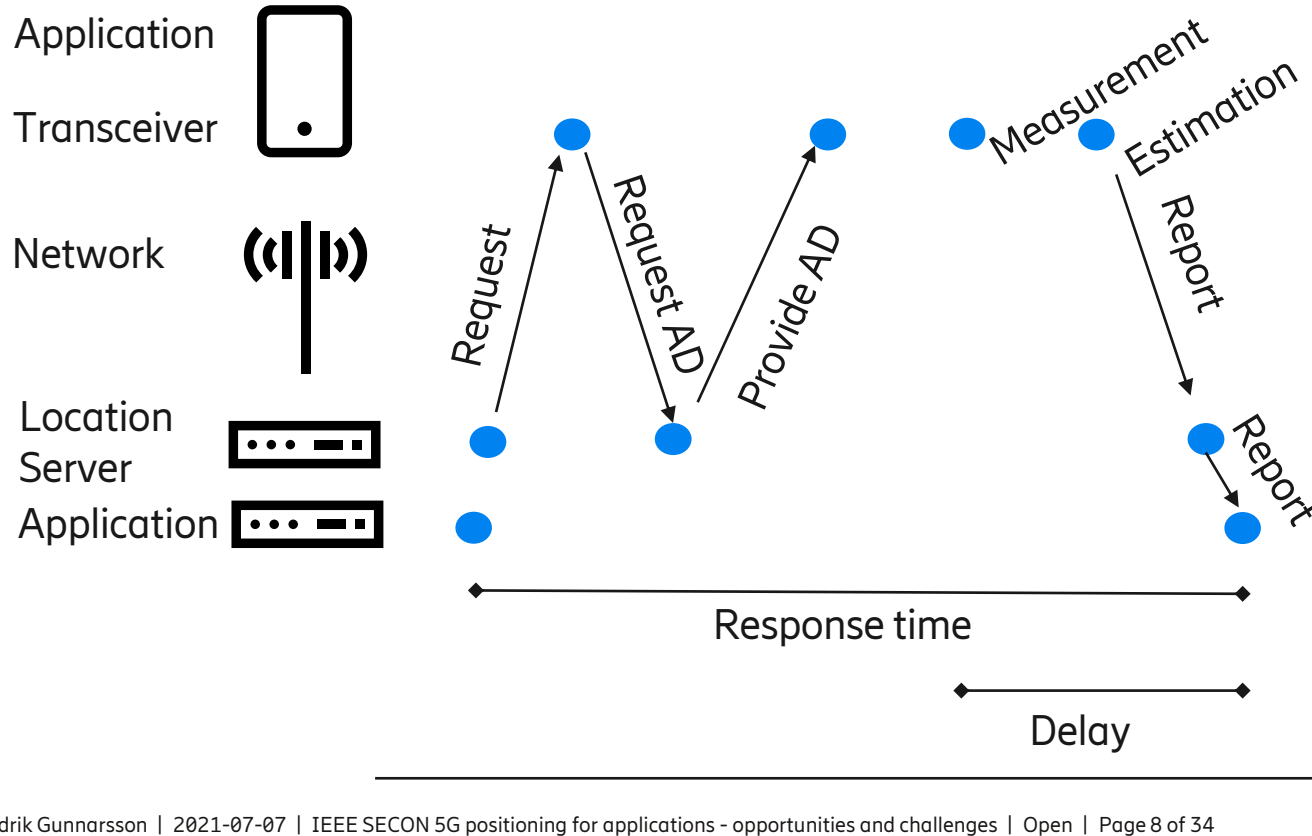 Application
Transceiver
Network
Location
Server
Application
Request
Request AD
Provide AD
Measurement
Estimation
Report
Report
Response time
Delay
drik Gunnarsson | 2021-07-07 | IEEE SECON 5G positioning for applications - opportunities and challenges | Open | Page 8 of 34